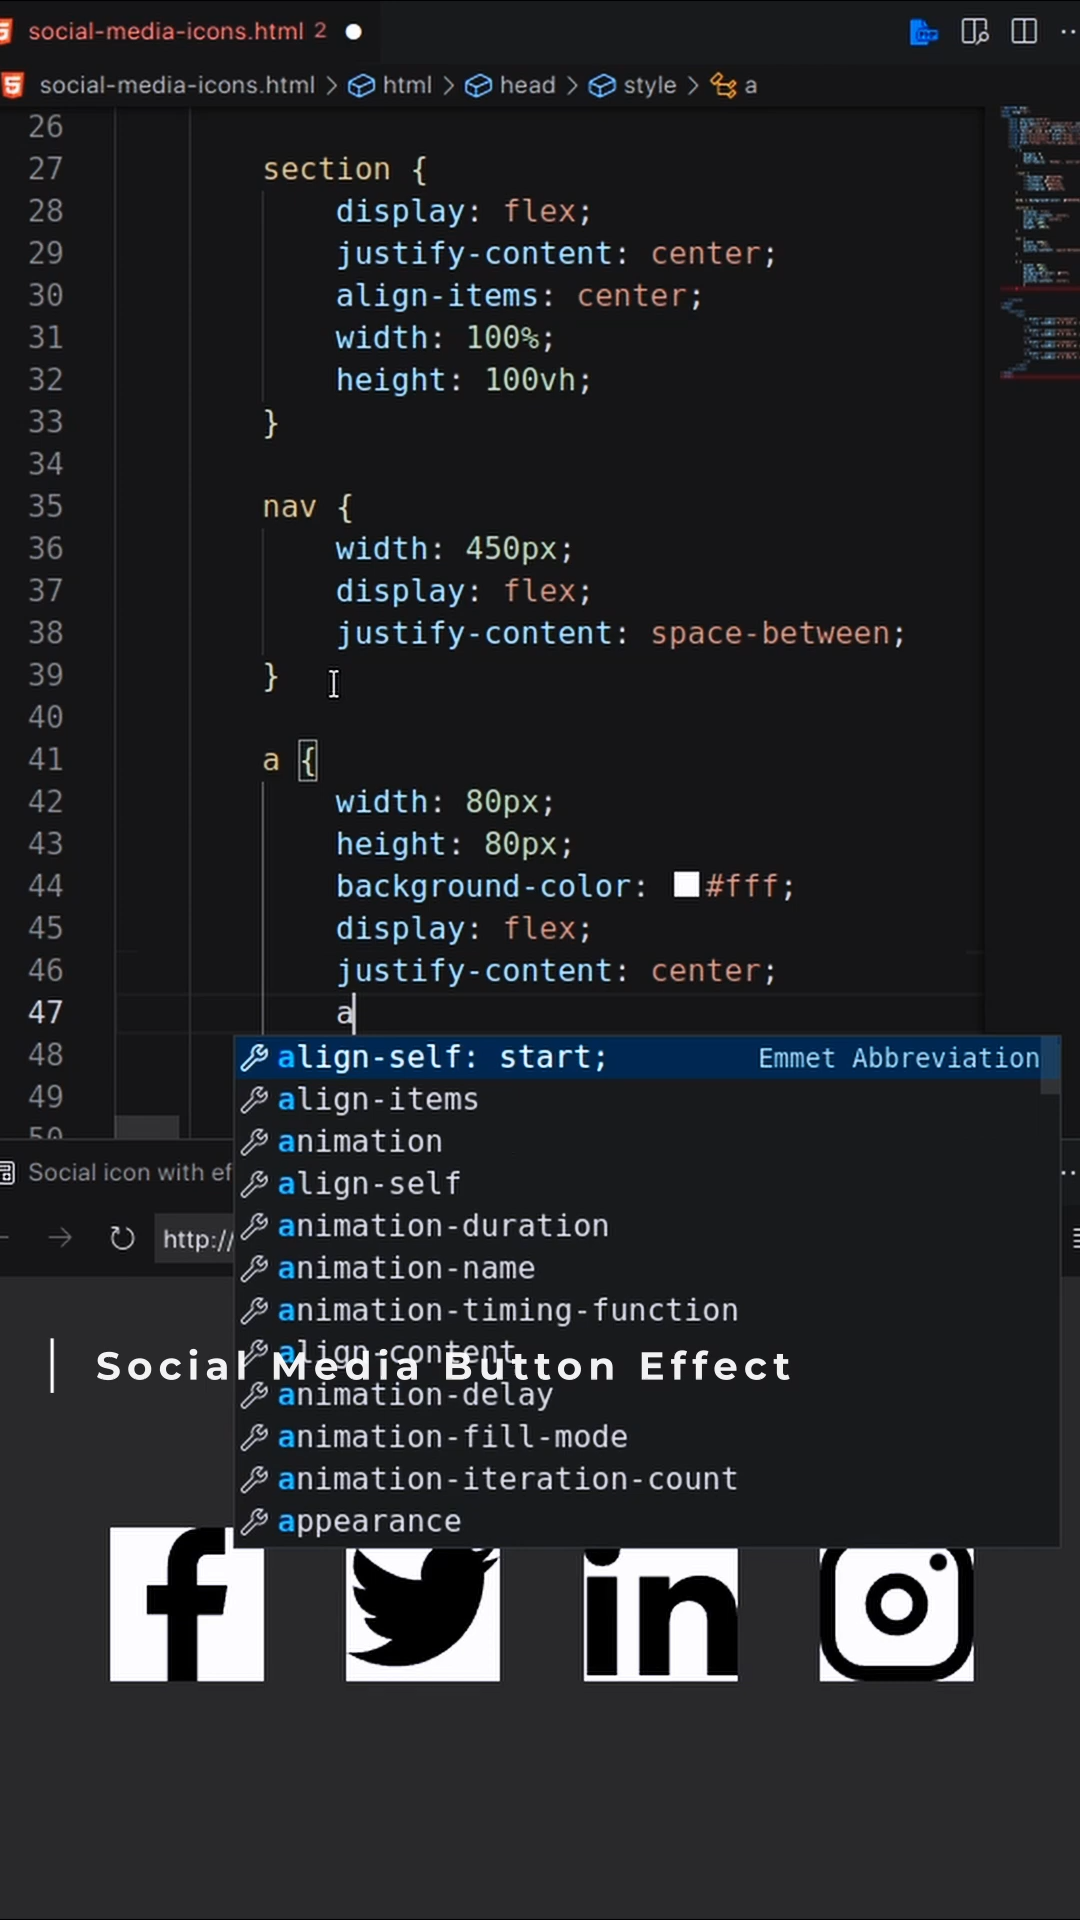 social-media-icons.html 2
social-media-icons.html > html > head > style > a
26
27 section {
28 display: flex;
29 justify-content: center;
30 align-items: center;
31 width: 100%;
32 height: 100vh;
33 }
34
35 nav {
36 width: 450px;
37 display: flex;
38 justify-content: space-between;
39 }
40
41 a {
42 width: 80px;
43 height: 80px;
44 background-color: #fff;
45 display: flex;
46 justify-content: center;
47 a
48 align-self: start; Emmet Abbreviation
49 align-items
50 animation
Social icon with ef
align-self
http://
animation-duration
animation-name
animation-timing-function
align-content
Social Media Button Effect
animation-delay
animation-fill-mode
animation-iteration-count
appearance
f
in